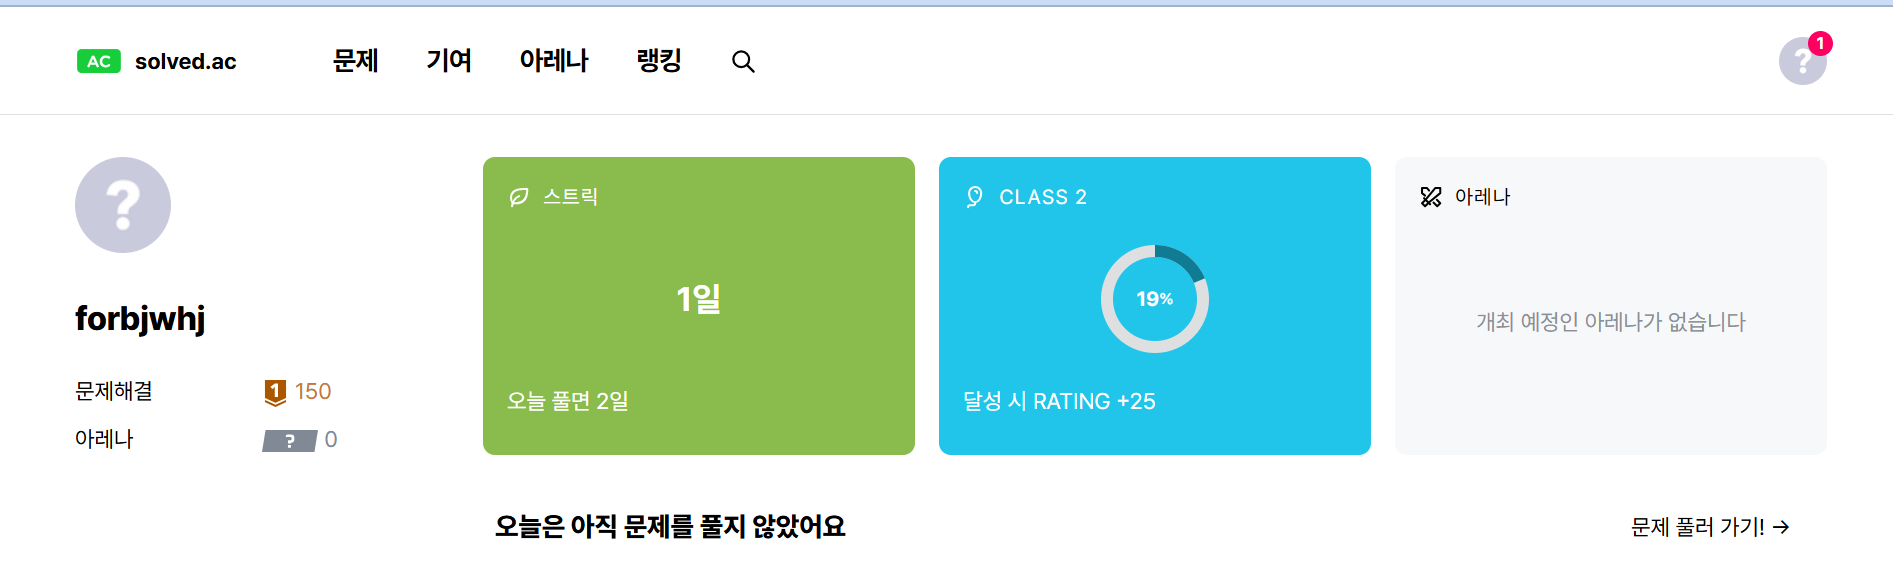 AC solved.ac 문제 기여 아레나 랭킹
? 1
?
forbjwhj
문제해결 1 150
아레나 ? 0
스트릭
1일
오늘 풀면 2일
CLASS 2
19%
달성 시 RATING +25
아레나
개최 예정인 아레나가 없습니다
오늘은 아직 문제를 풀지 않았어요
문제 풀러 가기! →